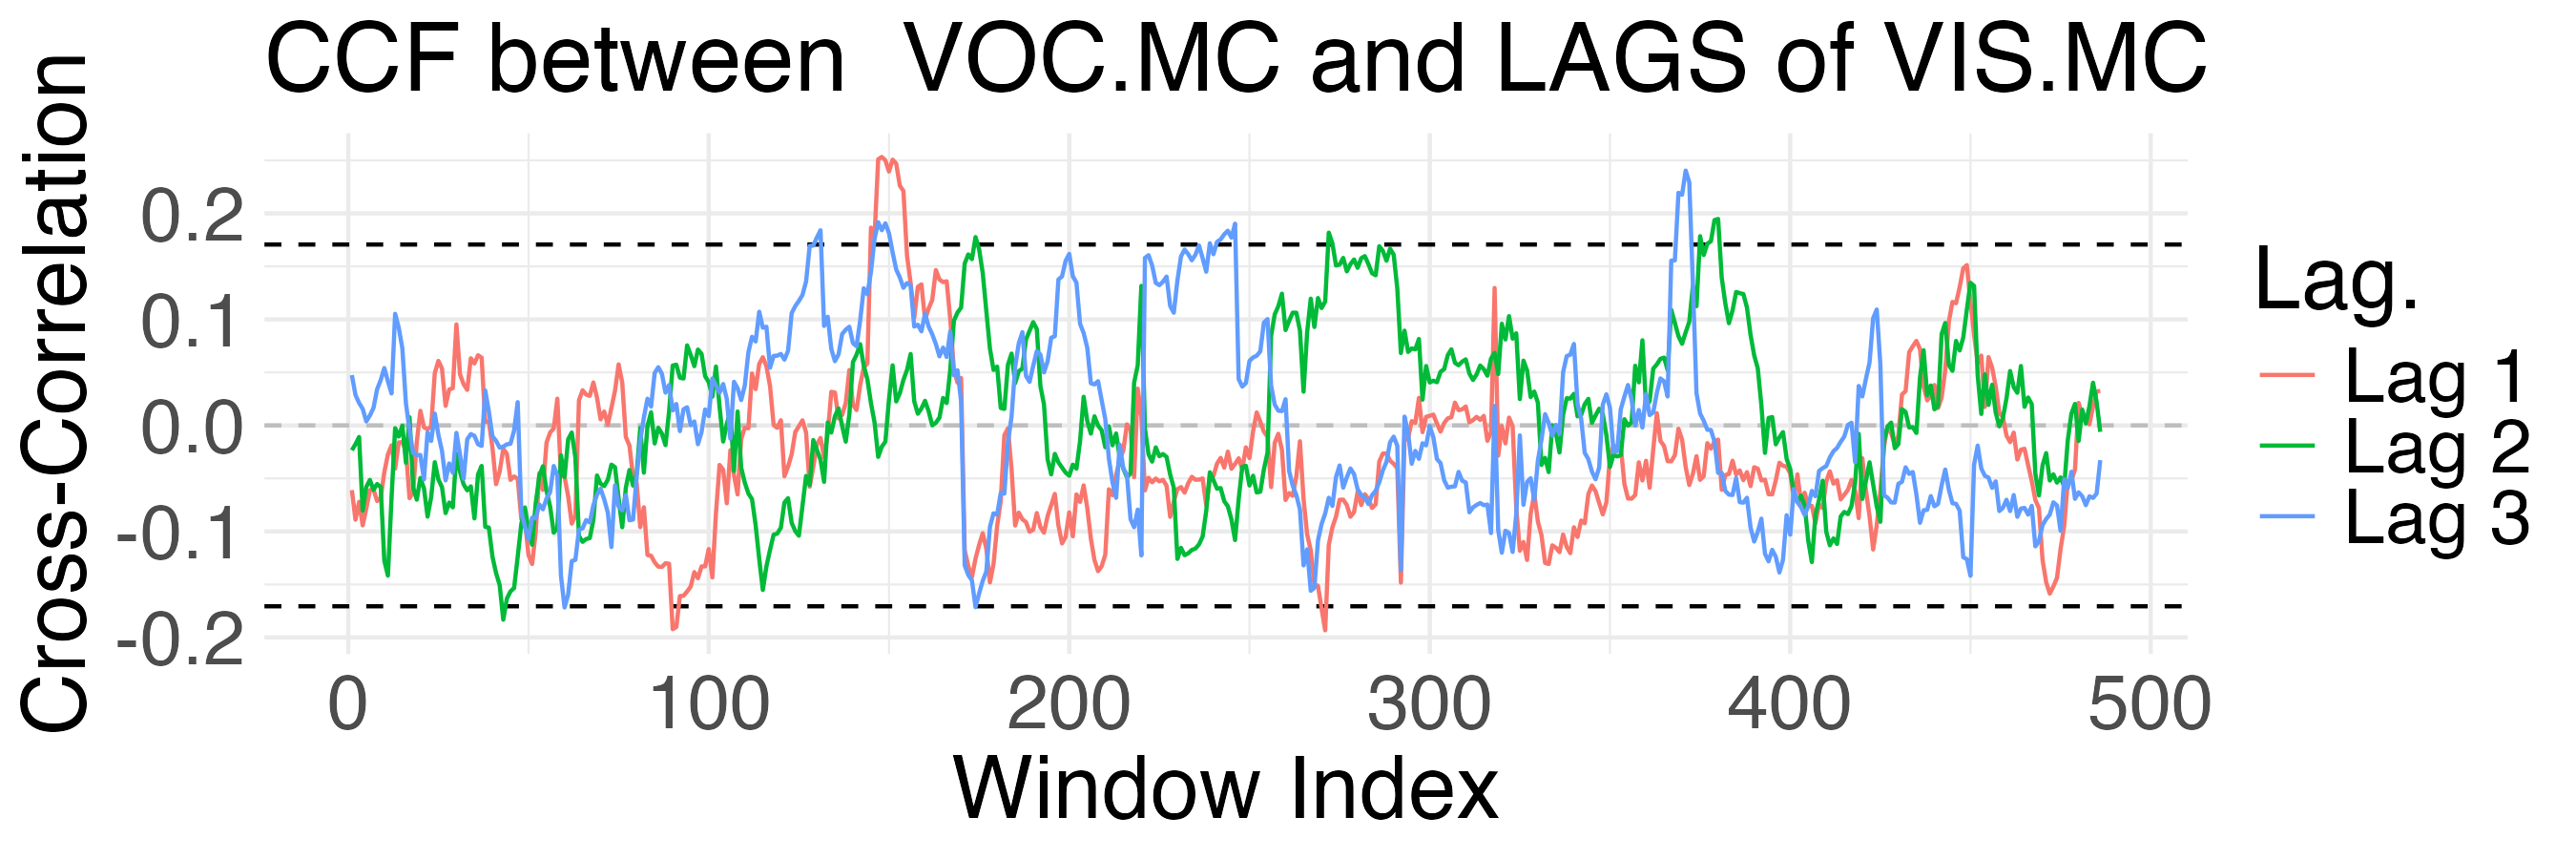 CCF between  VOC.MC and LAGS of VIS.MC
Cross-Correlation
0.2
0.1
0.0
-0.1
-0.2
0 100 200 300 400 500
Window Index
Lag.
Lag 1
Lag 2
Lag 3